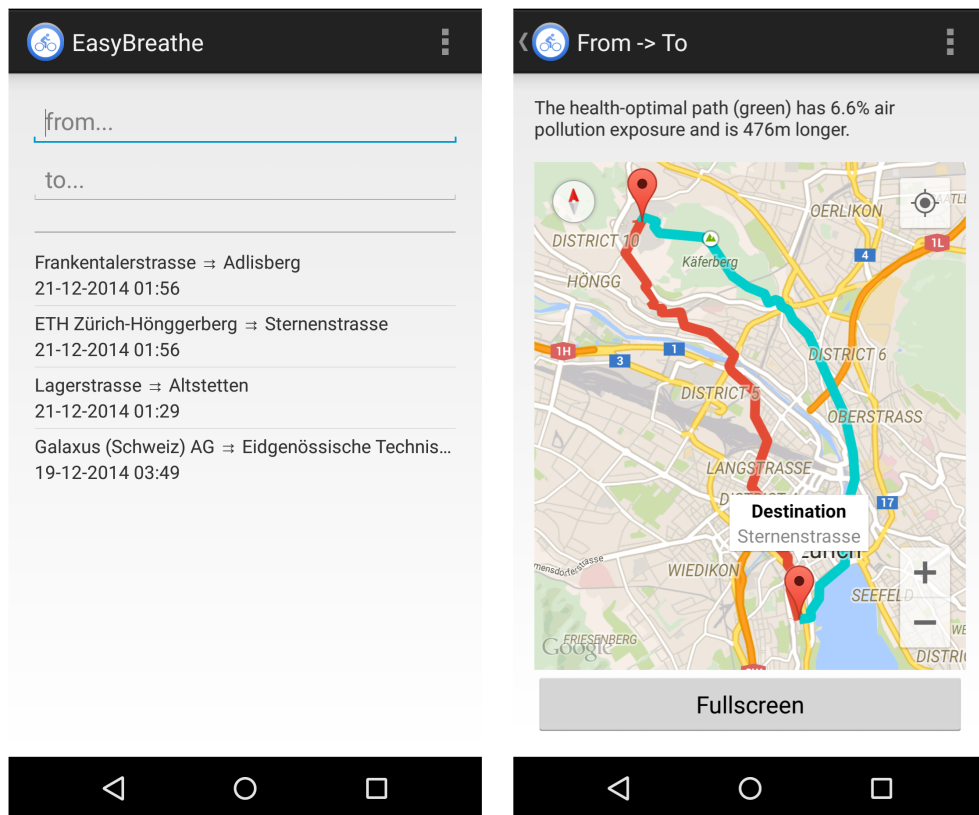 EasyBreathe
from...
to...
Frankentalerstrasse ⇉ Adlisberg
21-12-2014 01:56
ETH Zürich-Hönggerberg ⇉ Sternenstrasse
21-12-2014 01:56
Lagerstrasse ⇉ Altstetten
21-12-2014 01:29
Galaxus (Schweiz) AG ⇉ Eidgenössische Technis...
19-12-2014 03:49
From -> To
The health-optimal path (green) has 6.6% air
pollution exposure and is 476m longer.
OERLIKON
DISTRICT 10
1L
4
Käferberg
HÖNGG
1H
3
1
DISTRICT 6
DISTRICT 5
OBERSTRASS
LANGSTRASSE
17
Destination
Sternenstrasse
WIEDIKON
SEEFELD
+
−
FRIESENBERG
Google
Fullscreen